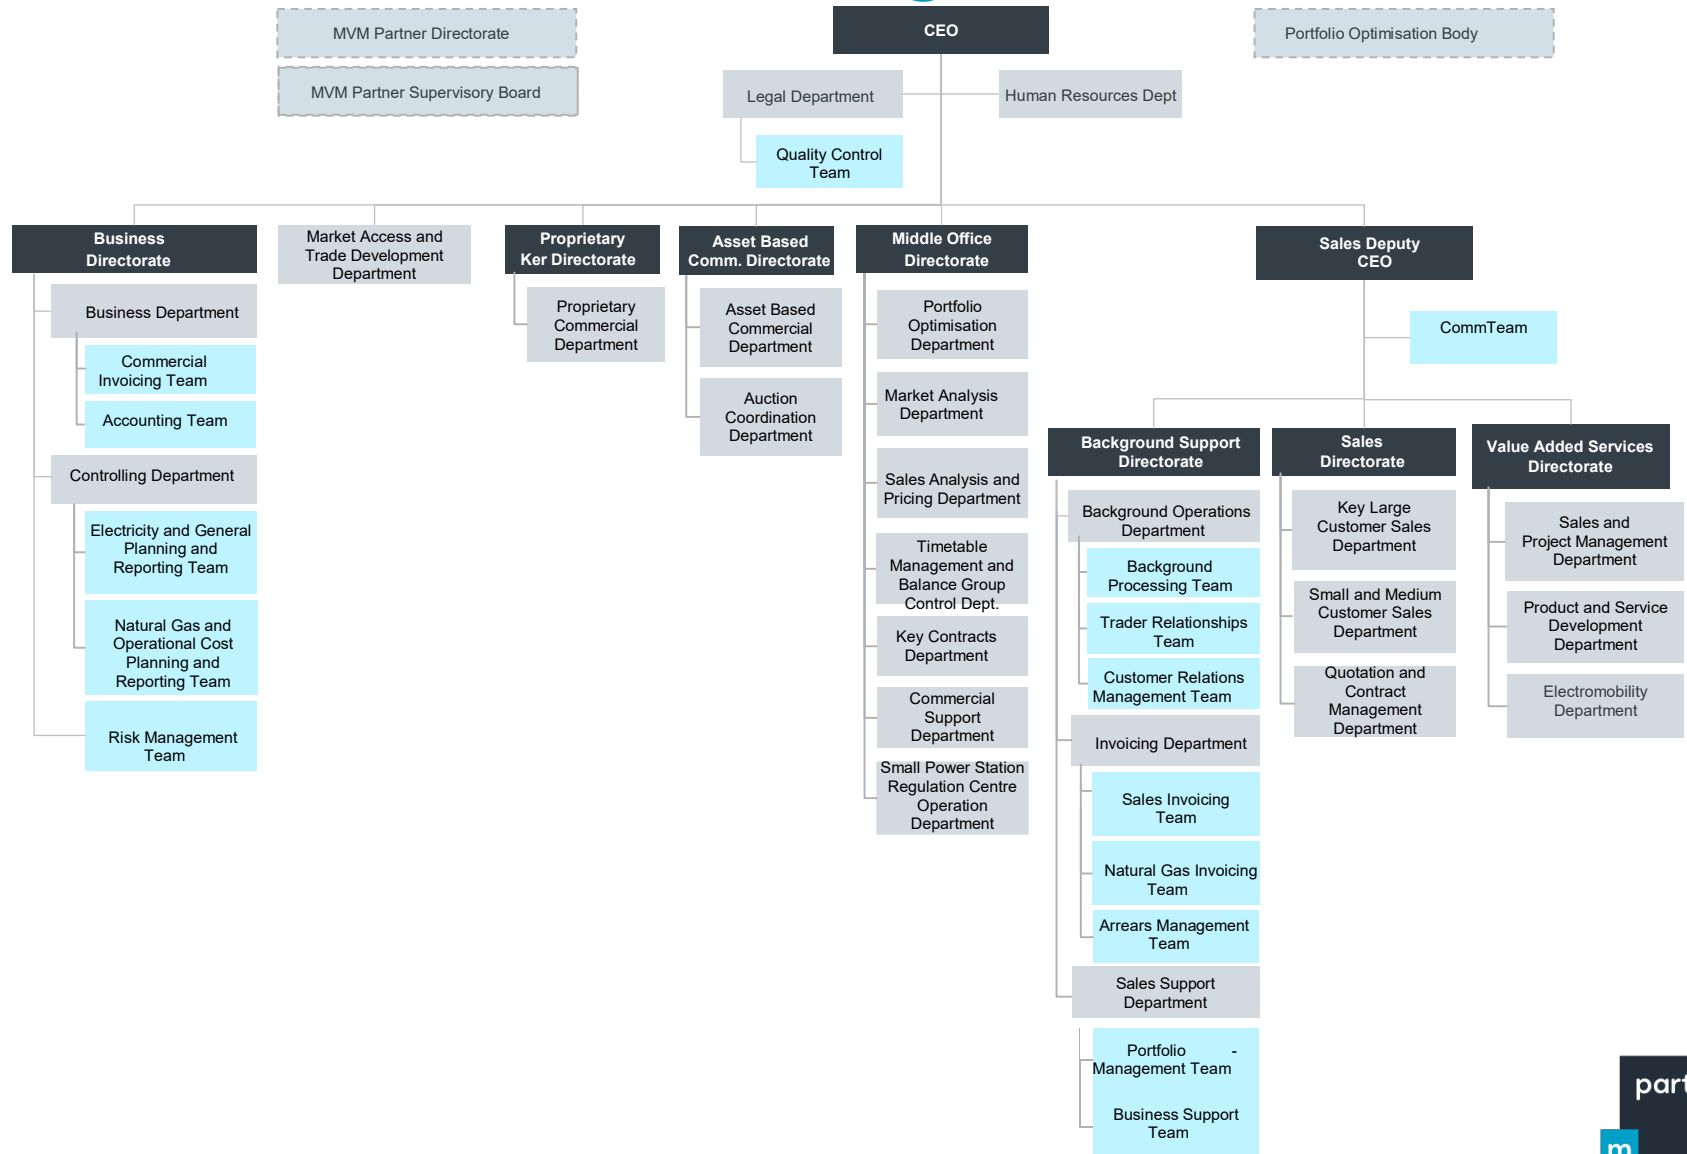 MVM Partner Directorate
CEO
Portfolio Optimisation Body
MVM Partner Supervisory Board
Legal Department
Human Resources Dept
Quality Control
Team
Business
Directorate
Market Access and
Trade Development
Department
Proprietary
Ker Directorate
Asset Based
Comm. Directorate
Middle Office
Directorate
Sales Deputy
CEO
Business Department
Commercial
Invoicing Team
Accounting Team
Controlling Department
Electricity and General
Planning and
Reporting Team
Natural Gas and
Operational Cost
Planning and
Reporting Team
Risk Management
Team
Proprietary
Commercial
Department
Asset Based
Commercial
Department
Auction
Coordination
Department
Portfolio
Optimisation
Department
Market Analysis
Department
Sales Analysis and
Pricing Department
Timetable
Management and
Balance Group
Control Dept.
Key Contracts
Department
Commercial
Support
Department
Small Power Station
Regulation Centre
Operation
Department
CommTeam
Background Support
Directorate
Sales
Directorate
Value Added Services
Directorate
Background Operations
Department
Background
Processing Team
Trader Relationships
Team
Customer Relations
Management Team
Invoicing Department
Sales Invoicing
Team
Natural Gas Invoicing
Team
Arrears Management
Team
Sales Support
Department
Portfolio -
Management Team
Business Support
Team
Key Large
Customer Sales
Department
Small and Medium
Customer Sales
Department
Quotation and
Contract
Management
Department
Sales and
Project Management
Department
Product and Service
Development
Department
Electromobility
Department
part
m